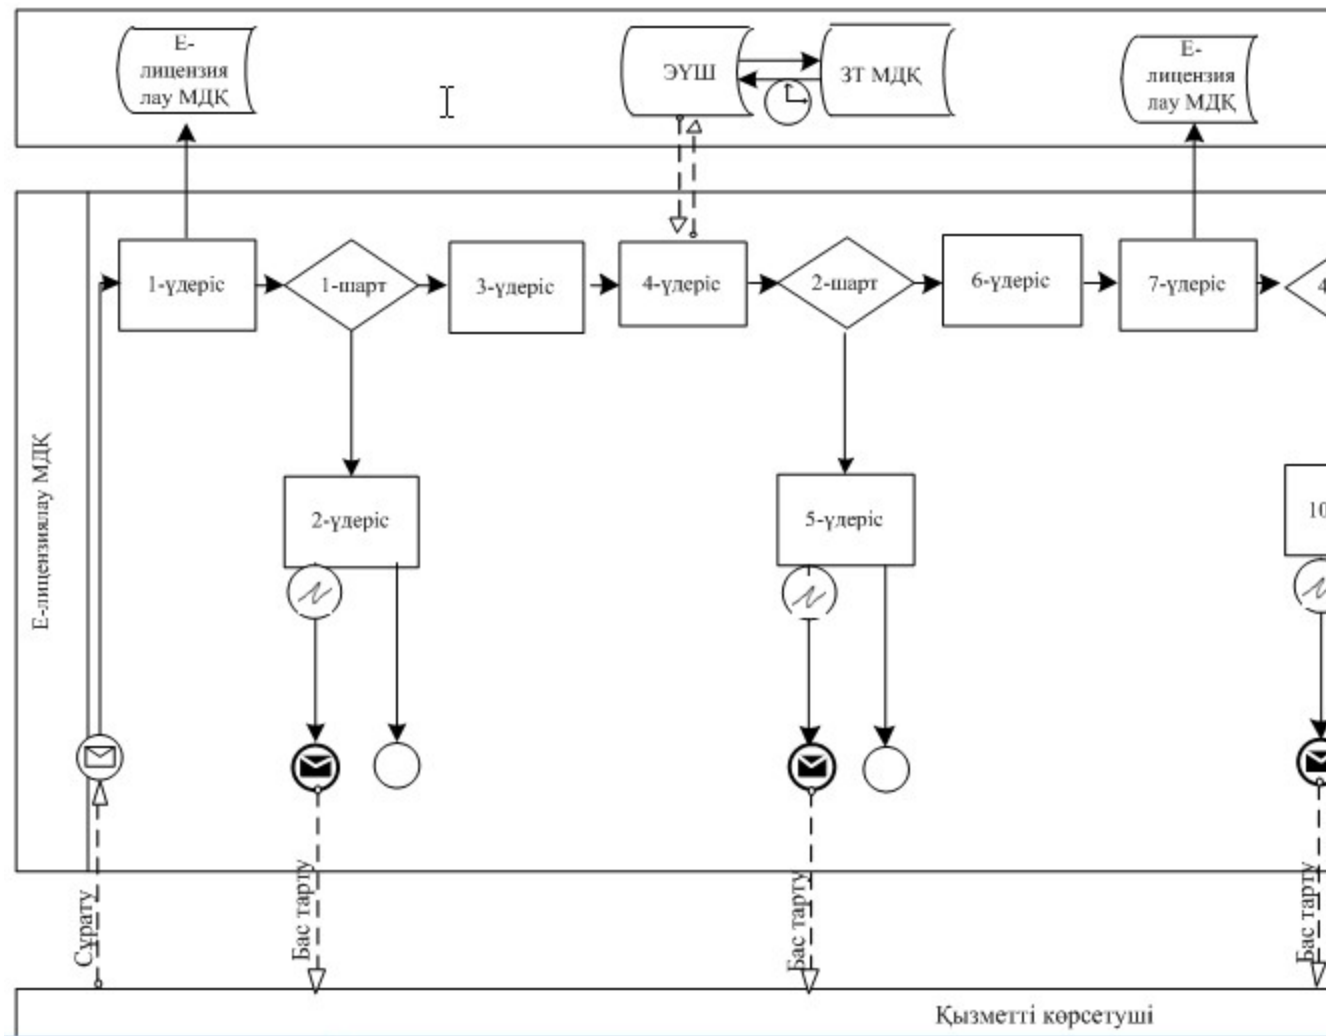 Е-
лицензия
лау МДҚ
ЭҮШ
ЗТ МДҚ
Е-
лицензия
лау МДҚ
1-үдеріс
1-шарт
3-үдеріс
4-үдеріс
2-шарт
6-үдеріс
7-үдеріс
4
Е-лицензиялау МДҚ
2-үдеріс
5-үдеріс
10
Сұрату
Бас тарту
Бас тарту
Бас тарту
Қызметті көрсетуші